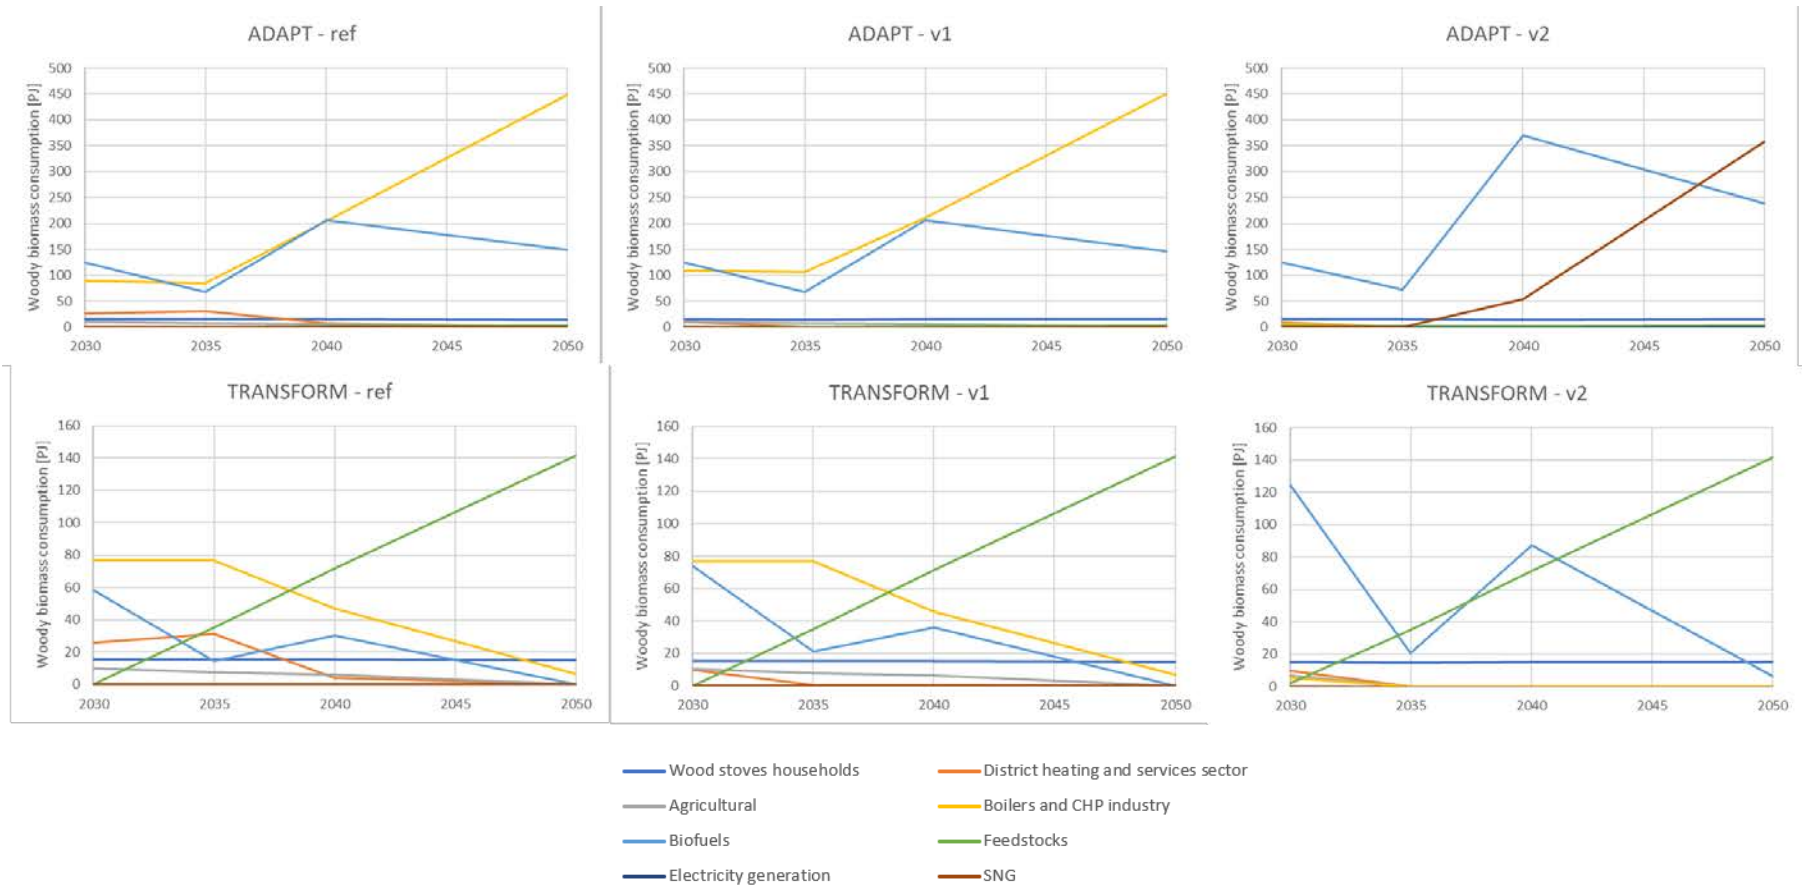 ADAPT - ref
Woody biomass consumption [PJ]
500
450
400
350
300
250
200
150
100
50
0
2030 2035 2040 2045 2050
ADAPT - v1
Woody biomass consumption [PJ]
500
450
400
350
300
250
200
150
100
50
0
2030 2035 2040 2045 2050
ADAPT - v2
Woody biomass consumption [PJ]
500
450
400
350
300
250
200
150
100
50
0
2030 2035 2040 2045 2050
TRANSFORM - ref
Woody biomass consumption [PJ]
160
140
120
100
80
60
40
20
0
2030 2035 2040 2045 2050
TRANSFORM - v1
Woody biomass consumption [PJ]
160
140
120
100
80
60
40
20
0
2030 2035 2040 2045 2050
TRANSFORM - v2
Woody biomass consumption [PJ]
160
140
120
100
80
60
40
20
0
2030 2035 2040 2045 2050
Wood stoves households
District heating and services sector
Agricultural
Boilers and CHP industry
Biofuels
Feedstocks
Electricity generation
SNG